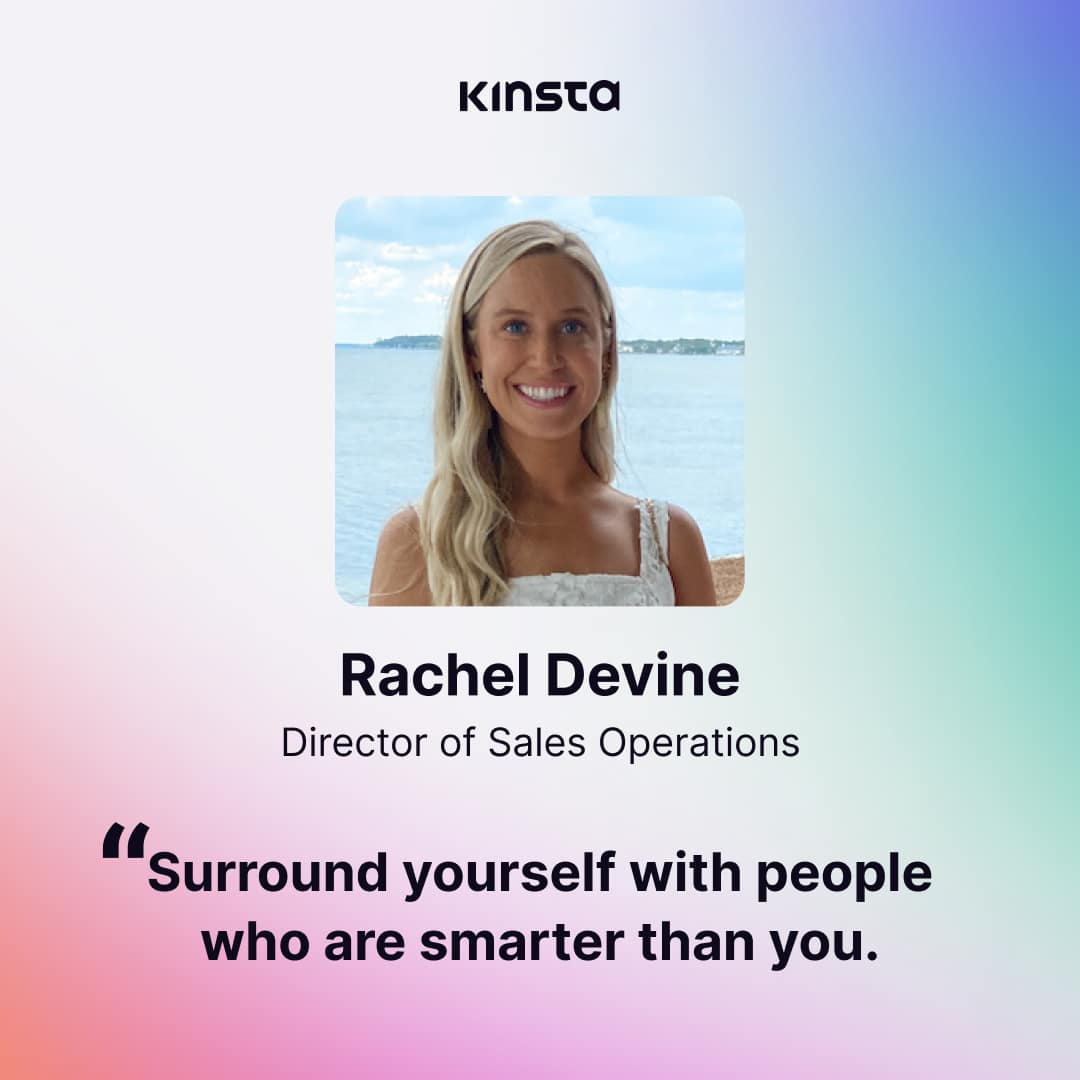 Kinsta
Rachel Devine
Director of Sales Operations
“Surround yourself with people
who are smarter than you.